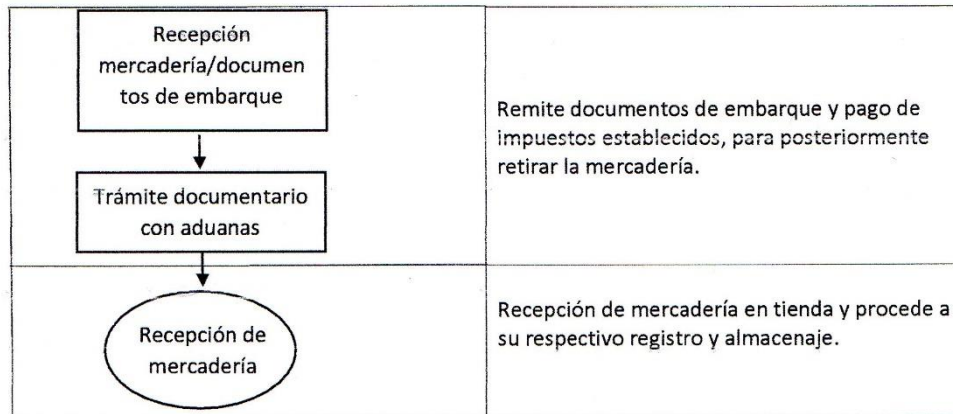 Recepción
mercadería/documen
tos de embarque
Remite documentos de embarque y pago de
impuestos establecidos, para posteriormente
retirar la mercadería.
Trámite documentario
con aduanas
Recepción de
mercadería
Recepción de mercadería en tienda y procede a
su respectivo registro y almacenaje.